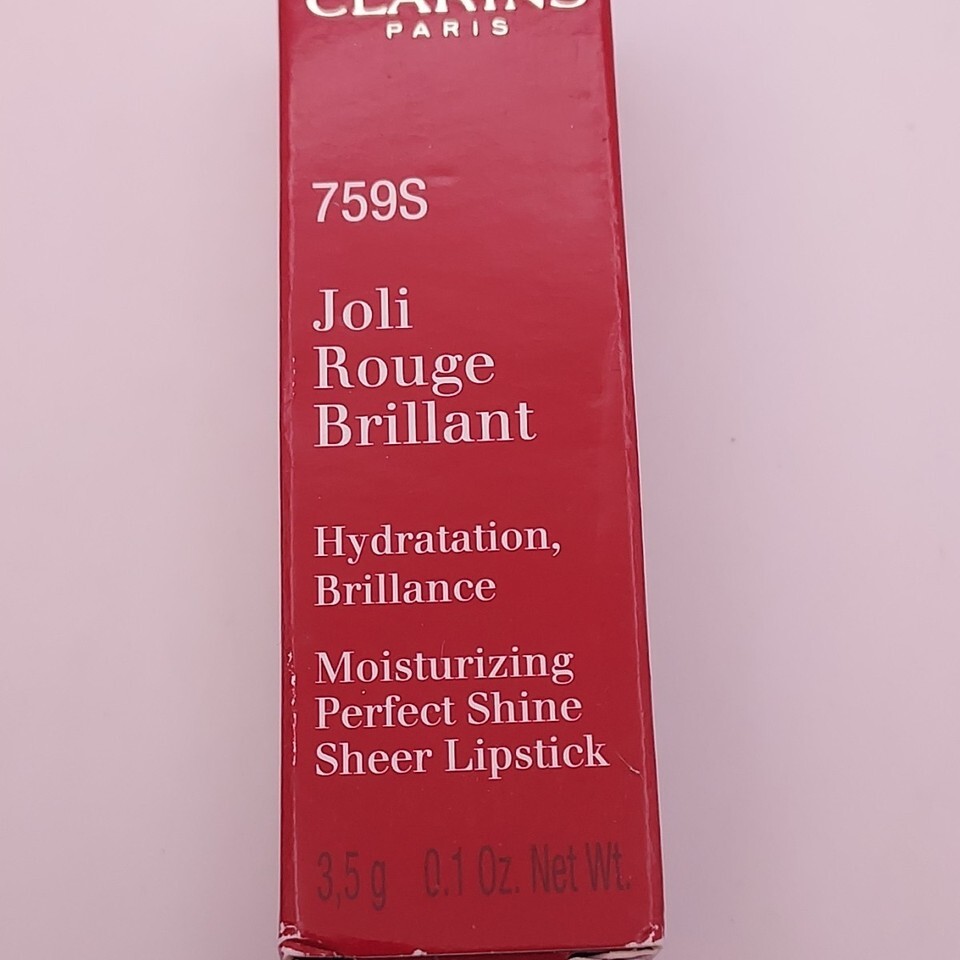 CLARINS
PARIS
759S
Joli
Rouge
Brillant
Hydratation,
Brillance
Moisturizing
Perfect Shine
Sheer Lipstick
3,5 g 0.1 Oz. Net Wt.